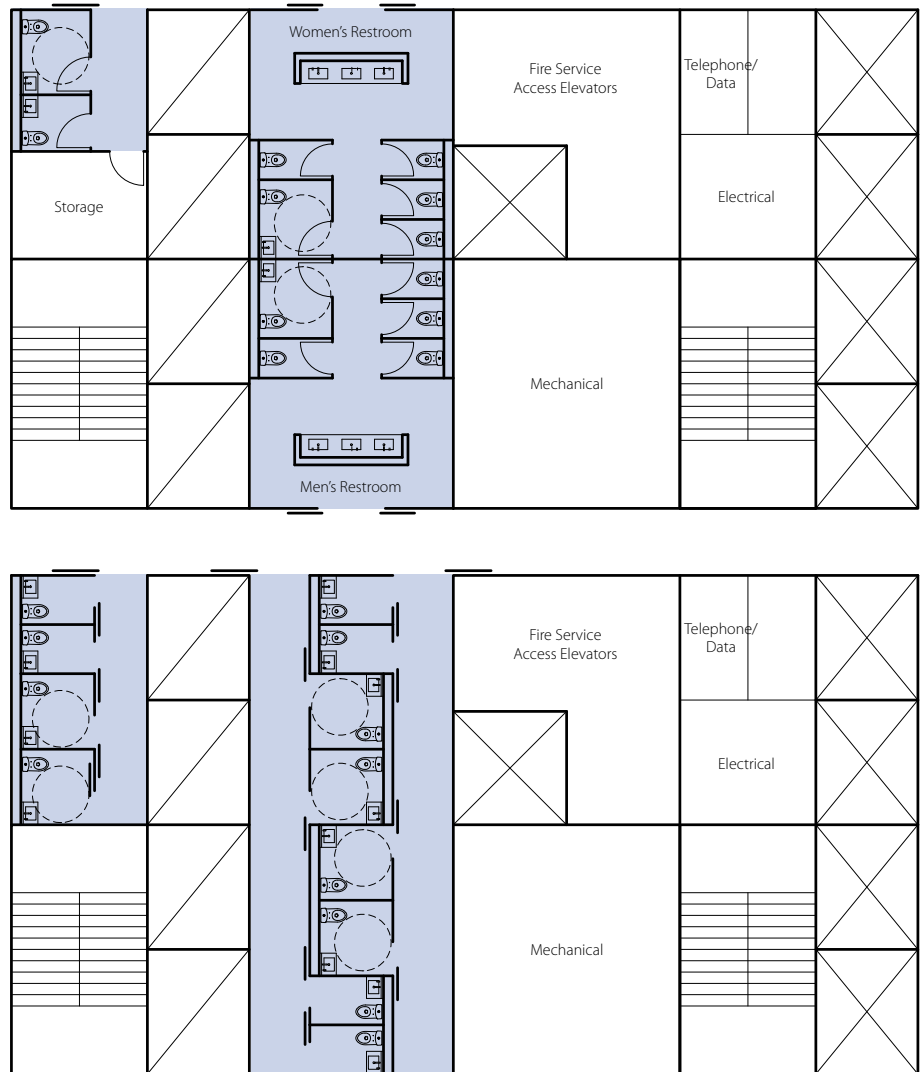 Women’s Restroom
Fire Service
Access Elevators
Telephone/
Data
Storage
Electrical
Mechanical
Men’s Restroom
Fire Service
Access Elevators
Telephone/
Data
Electrical
Mechanical